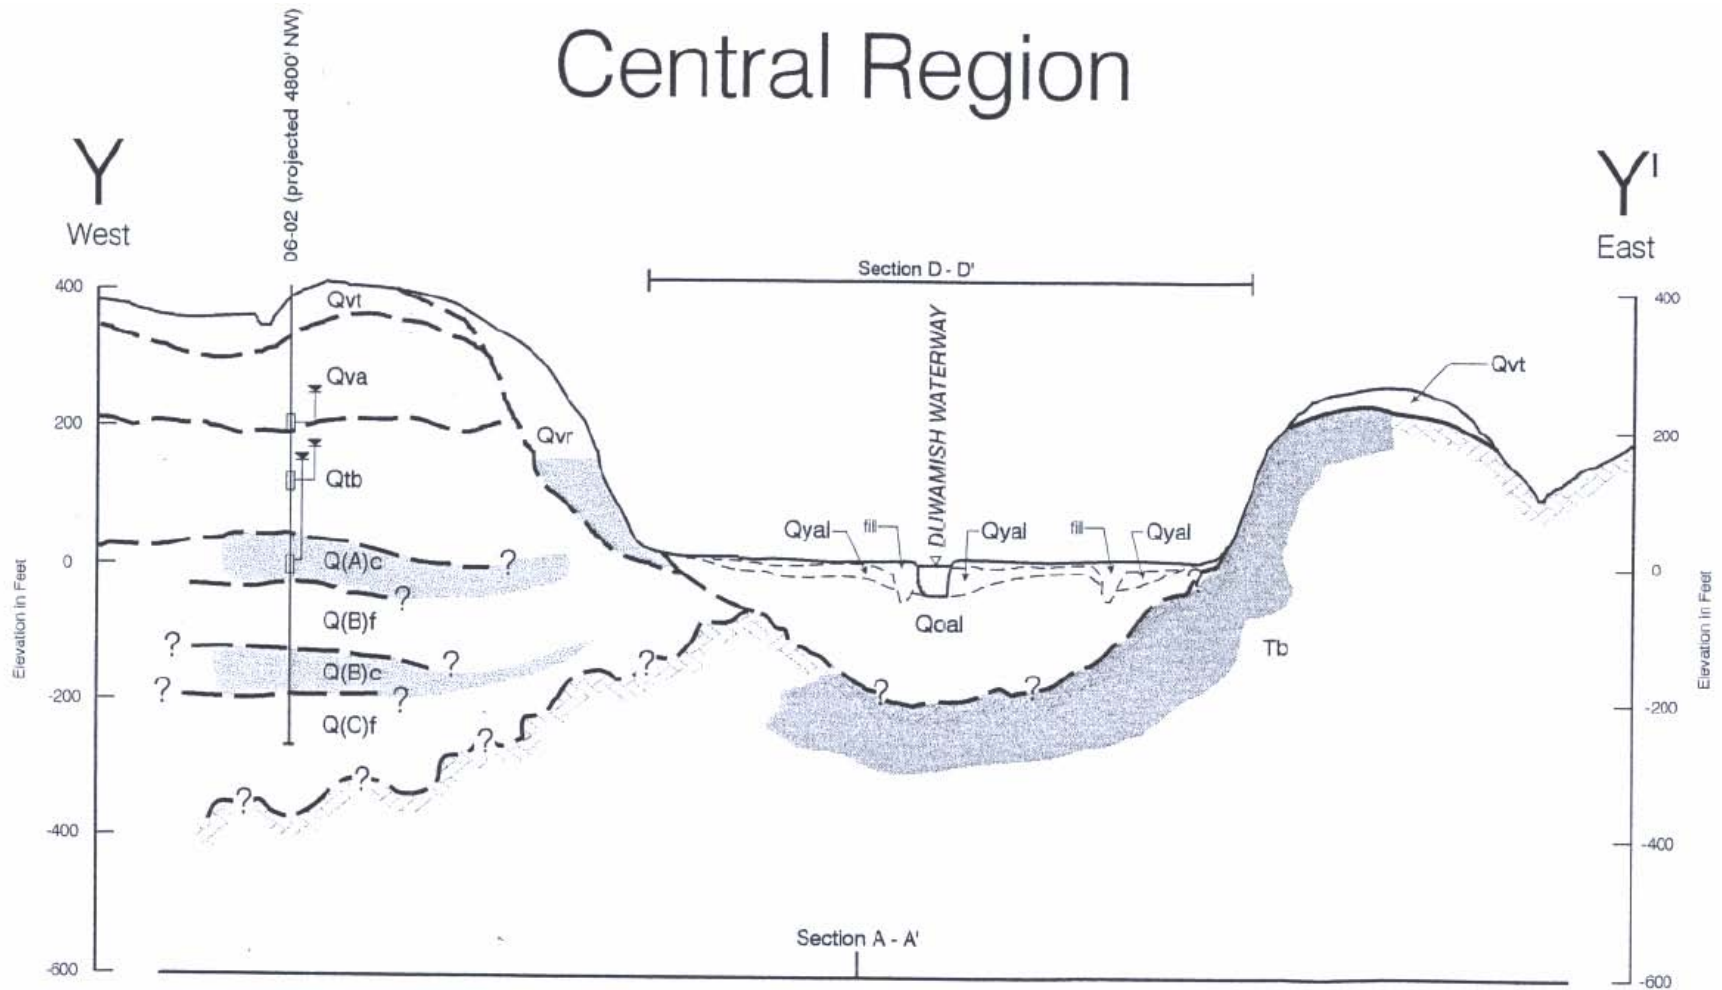 Central Region
06-02 (projected 4800' NW)
Y
West
Y'
East
Section D - D'
400
400
Qvt
DUWAMISH WATERWAY
Qvt
Qva
200
Qvr
200
Qtb
Qyal
fill
Qyal
fill
Qyal
0
Q(A)c
?
0
?
Q(B)f
Qoal
?
?
?
Tb
Q(B)c
?
?
?
-200
?
-200
Q(C)f
?
?
?
-400
-400
Section A - A'
-600
-600
Elevation in Feet
Elevation in Feet